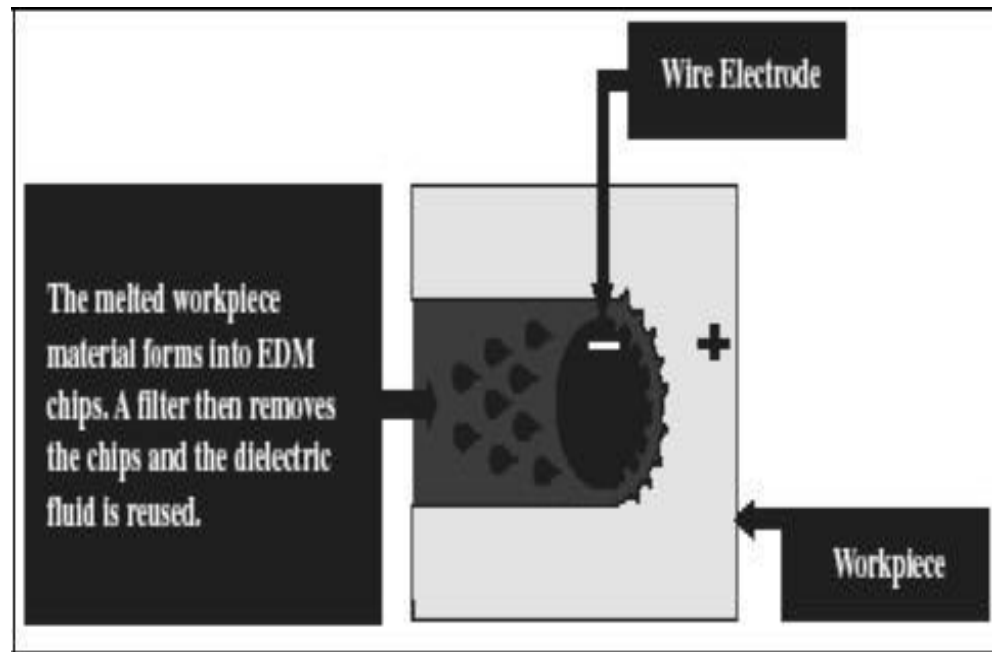 Wire Electrode
The melted workpiece
material forms into EDM
chips. A filter then removes
the chips and the dielectric
fluid is reused.
−
+
Workpiece